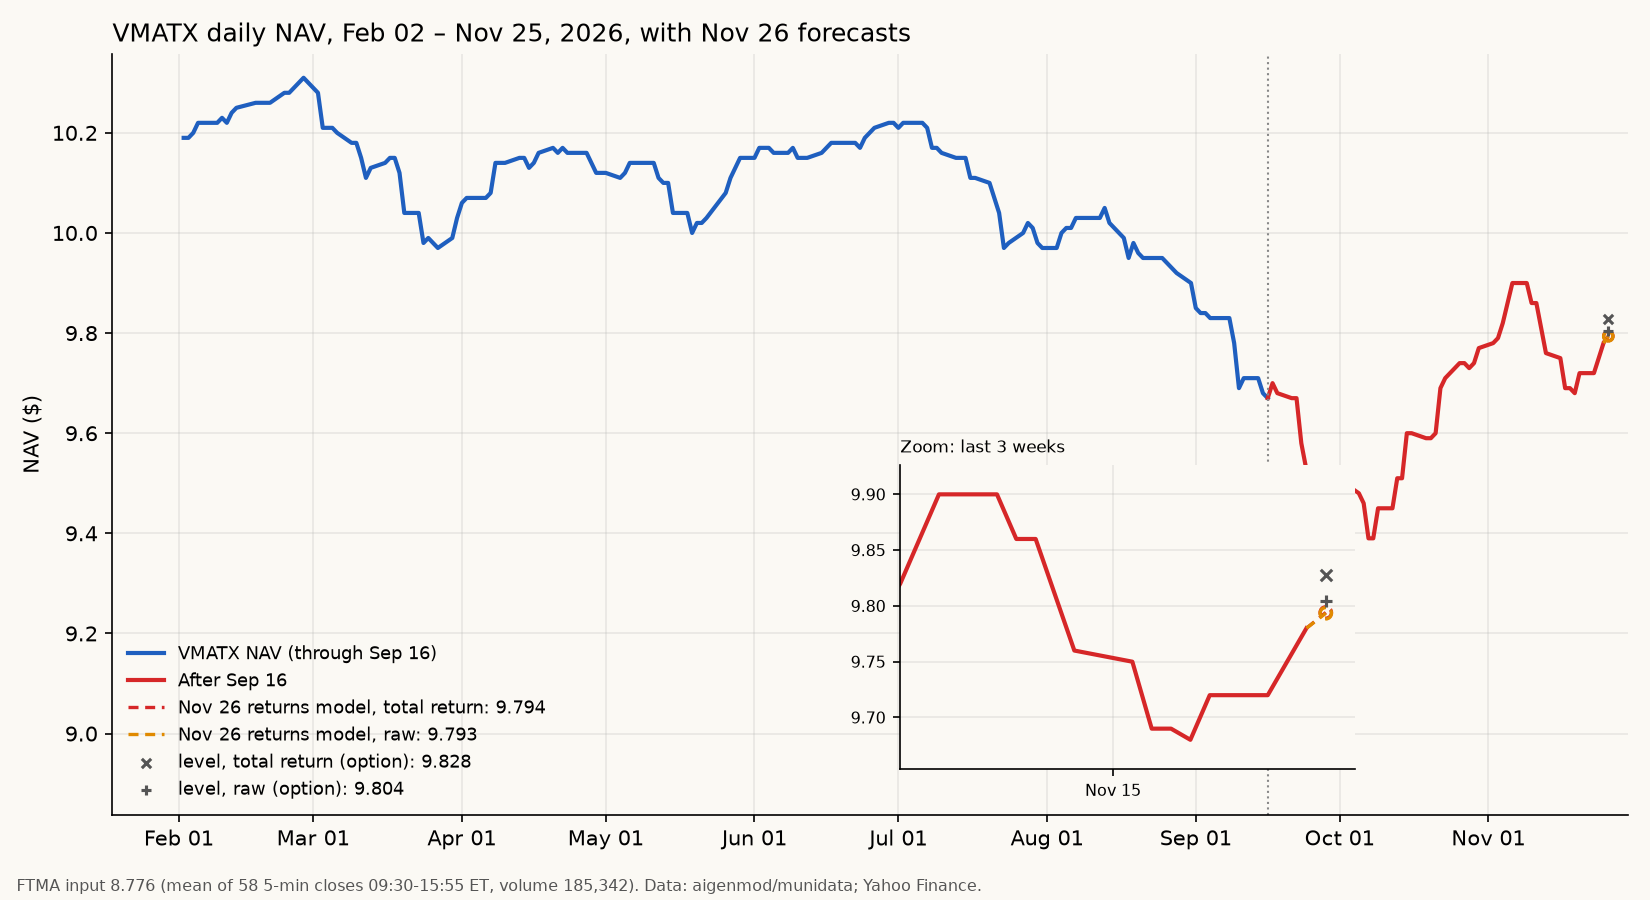 VMATX daily NAV, Feb 02 – Nov 25, 2026, with Nov 26 forecasts
NAV ($)
10.2
10.0
9.8
9.6
9.4
9.2
9.0
Zoom: last 3 weeks
9.90
9.85
9.80
9.75
9.70
Nov 15
VMATX NAV (through Sep 16)
After Sep 16
Nov 26 returns model, total return: 9.794
Nov 26 returns model, raw: 9.793
level, total return (option): 9.828
level, raw (option): 9.804
Feb 01
Mar 01
Apr 01
May 01
Jun 01
Jul 01
Aug 01
Sep 01
Oct 01
Nov 01
FTMA input 8.776 (mean of 58 5-min closes 09:30-15:55 ET, volume 185,342). Data: aigenmod/munidata; Yahoo Finance.